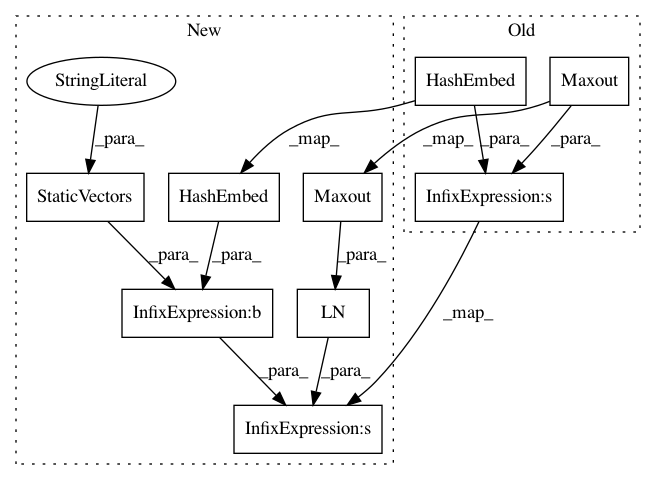 New
Old
StringLiteral
HashEmbed
Maxout
_para_
_map_
_map_
_para_
_para_
StaticVectors
HashEmbed
Maxout
InfixExpression:s
_para_
_para_
_para_
InfixExpression:b
LN
_map_
_para_
_para_
InfixExpression:s